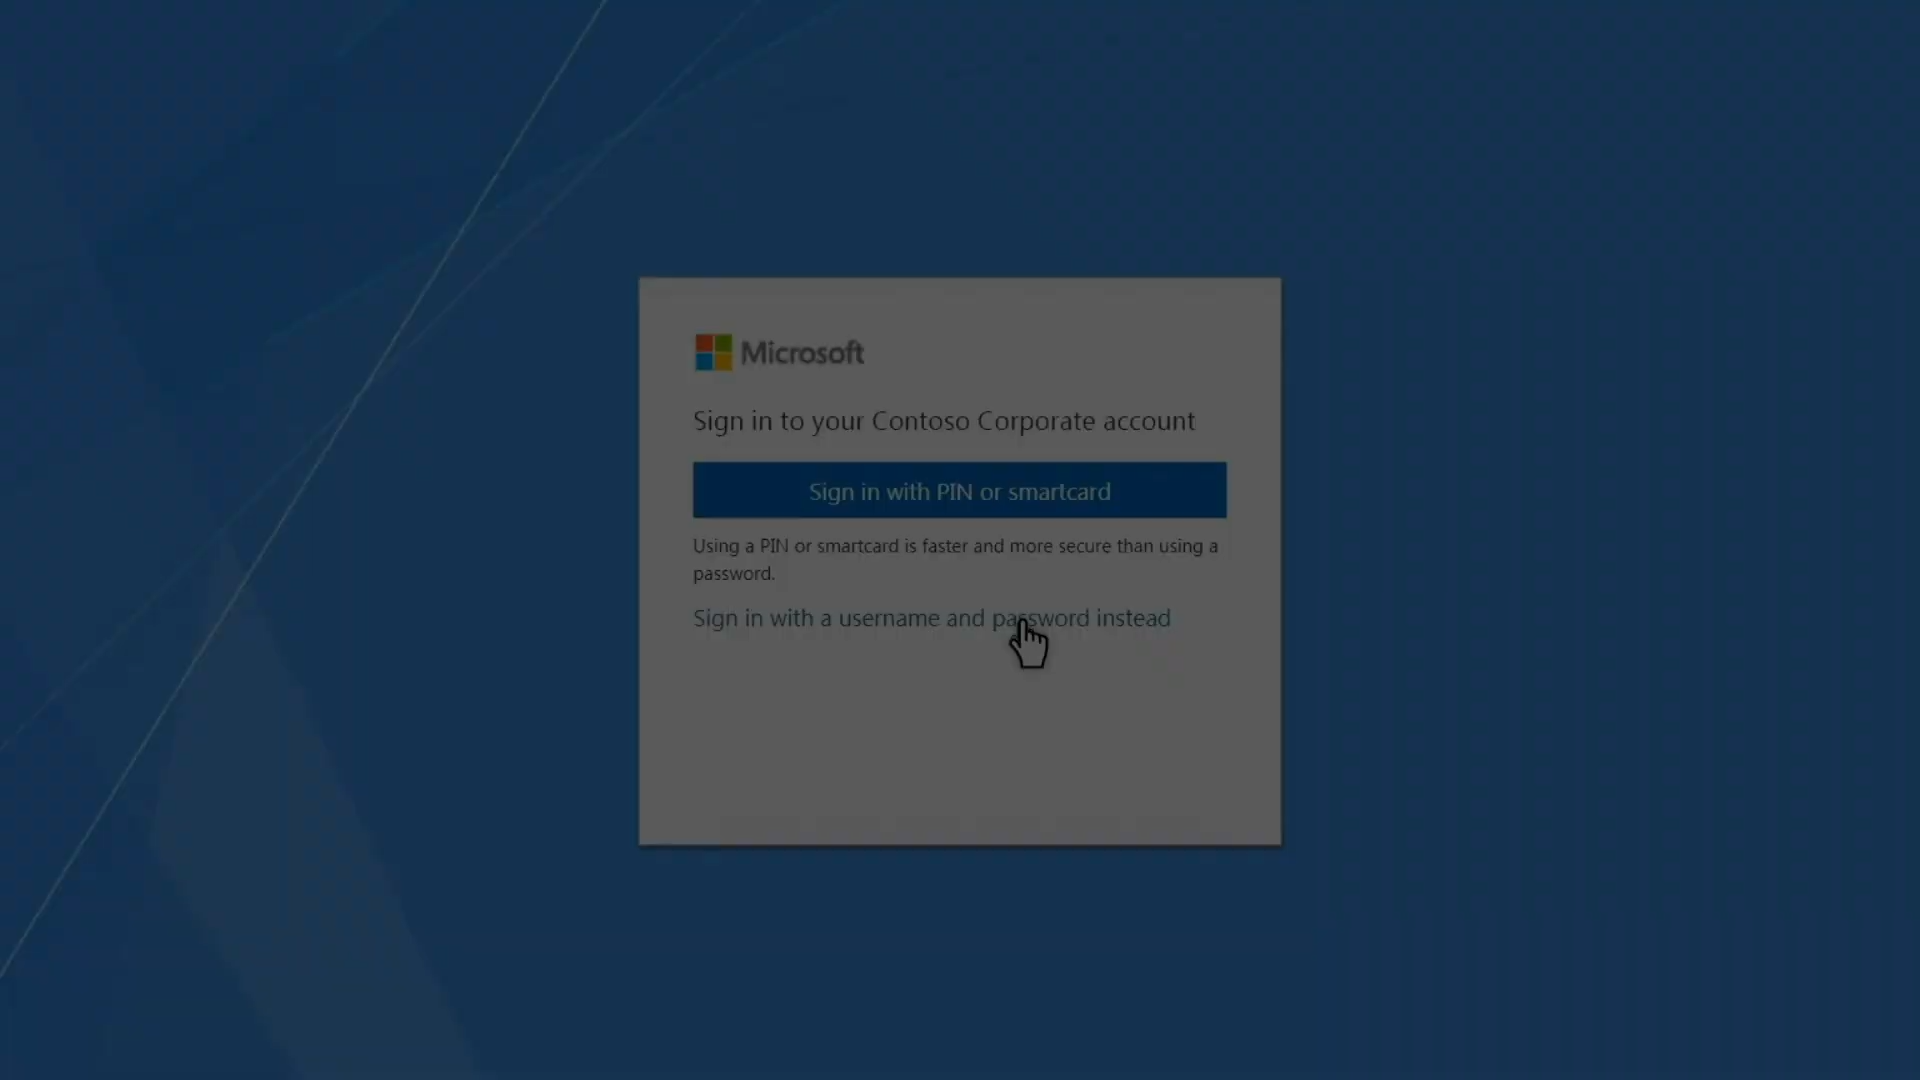 Microsoft
Sign in to your Contoso Corporate account
Sign in with PIN or smartcard
Using a PIN or smartcard is faster and more secure than using a
password.
Sign in with a username and password instead